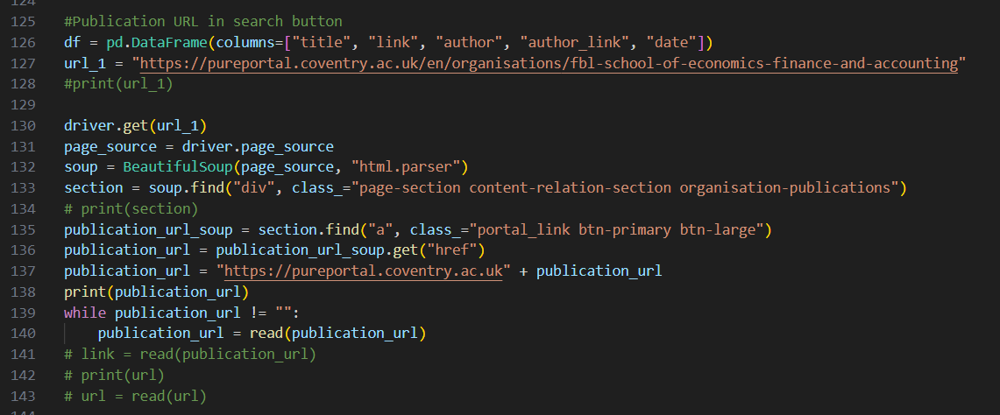 124
125 #Publication URL in search button
126 df = pd.DataFrame(columns=["title", "link", "author", "author_link", "date"])
127 url_1 = "https://pureportal.coventry.ac.uk/en/organisations/fbl-school-of-economics-finance-and-accounting"
128 #print(url_1)
129
130 driver.get(url_1)
131 page_source = driver.page_source
132 soup = BeautifulSoup(page_source, "html.parser")
133 section = soup.find("div", class_="page-section content-relation-section organisation-publications")
134 # print(section)
135 publication_url_soup = section.find("a", class_="portal_link btn-primary btn-large")
136 publication_url = publication_url_soup.get("href")
137 publication_url = "https://pureportal.coventry.ac.uk" + publication_url
138 print(publication_url)
139 while publication_url != "":
140     publication_url = read(publication_url)
141 # link = read(publication_url)
142 # print(url)
143 # url = read(url)
144